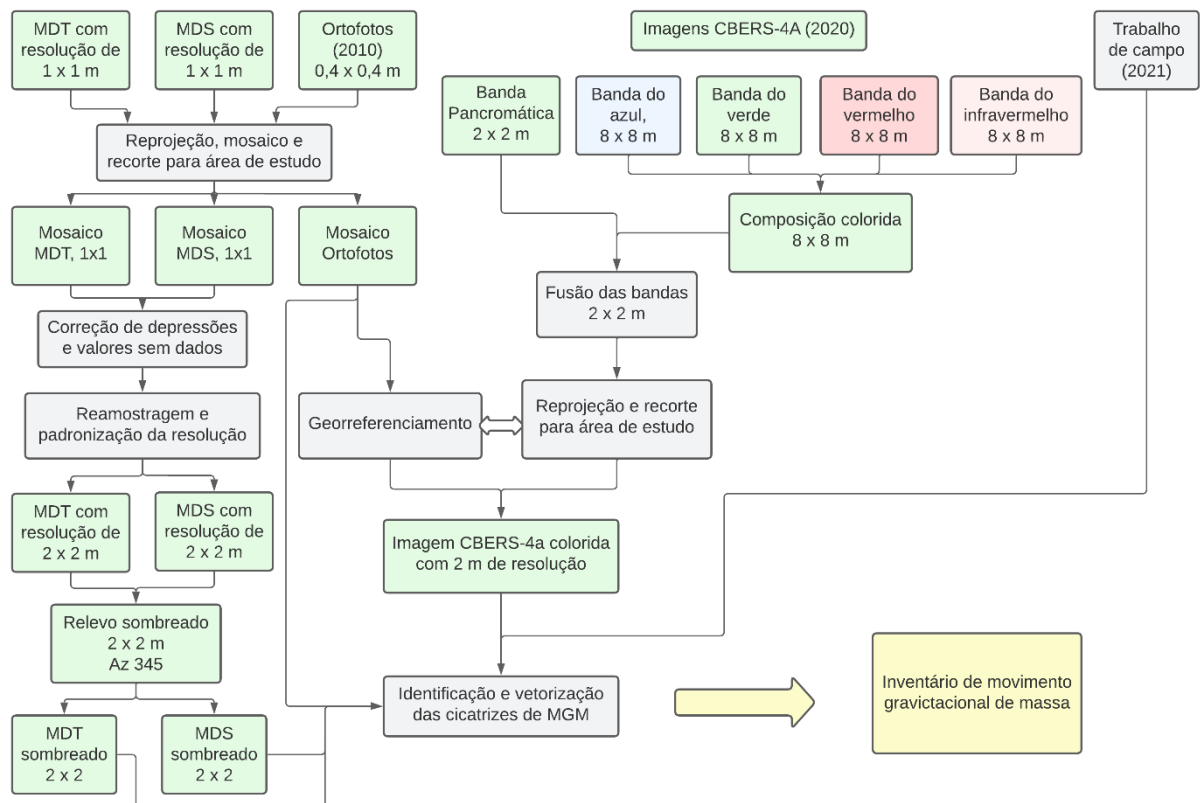 MDT com
resolução de
1 x 1 m
MDS com
resolução de
1 x 1 m
Ortofotos
(2010)
0,4 x 0,4 m
Imagens CBERS-4A (2020)
Trabalho
de campo
(2021)
Banda
Pancromática
2 x 2 m
Banda do
azul,
8 x 8 m
Banda do
verde
8 x 8 m
Banda do
vermelho
8 x 8 m
Banda do
infravermelho
8 x 8 m
Reprojeção, mosaico e
recorte para área de estudo
Mosaico
MDT, 1x1
Mosaico
MDS, 1x1
Mosaico
Ortofotos
Composição colorida
8 x 8 m
Fusão das bandas
2 x 2 m
Correção de depressões
e valores sem dados
Reamostragem e
padronização da resolução
Georreferenciamento
Reprojeção e recorte
para área de estudo
MDT com
resolução de
2 x 2 m
MDS com
resolução de
2 x 2 m
Imagem CBERS-4a colorida
com 2 m de resolução
Relevo sombreado
2 x 2 m
Az 345
Identificação e vetorização
das cicatrizes de MGM
Inventário de movimento
gravictacional de massa
MDT
sombreado
2 x 2
MDS
sombreado
2 x 2